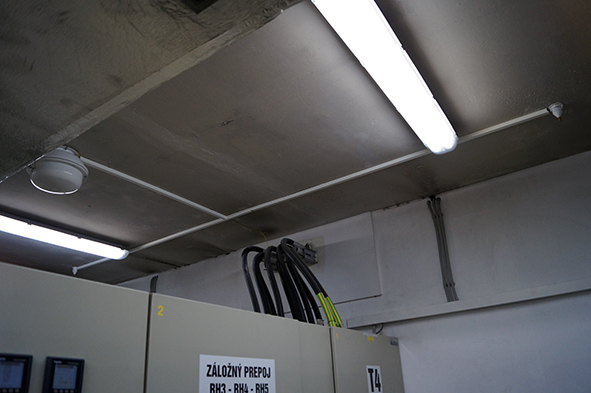 2
ZÁLOŽNÝ PREPOJ
RH3 - RH4 - RH5
T4